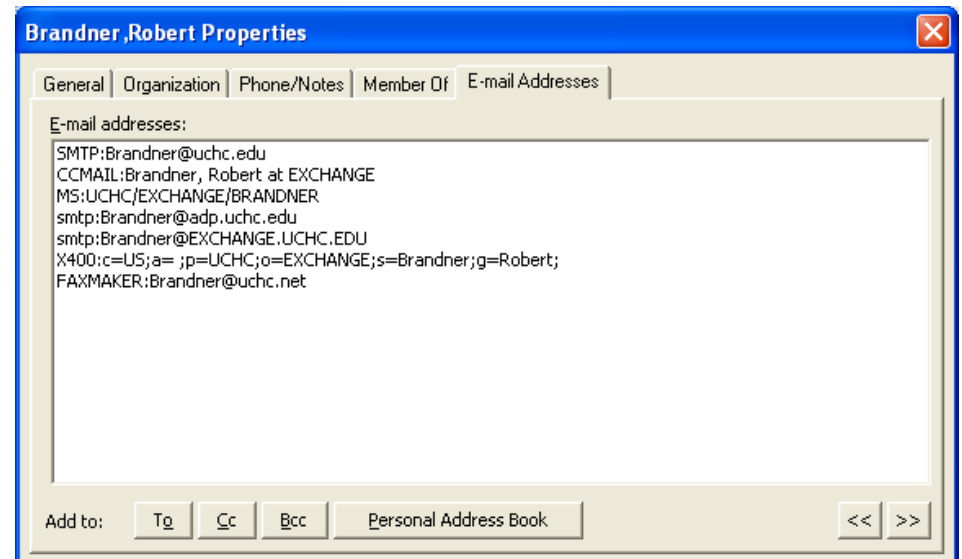 Brandner ,Robert Properties
General Organization Phone/Notes Member Of E-mail Addresses
E-mail addresses:
SMTP:Brandner@uchc.edu
CCMAIL:Brandner, Robert at EXCHANGE
MS:UCHC/EXCHANGE/BRANDNER
smtp:Brandner@adp.uchc.edu
smtp:Brandner@EXCHANGE.UCHC.EDU
X400:c=US;a= ;p=UCHC;o=EXCHANGE;s=Brandner;g=Robert;
FAXMAKER:Brandner@uchc.net
Add to: To Cc Bcc Personal Address Book << >>